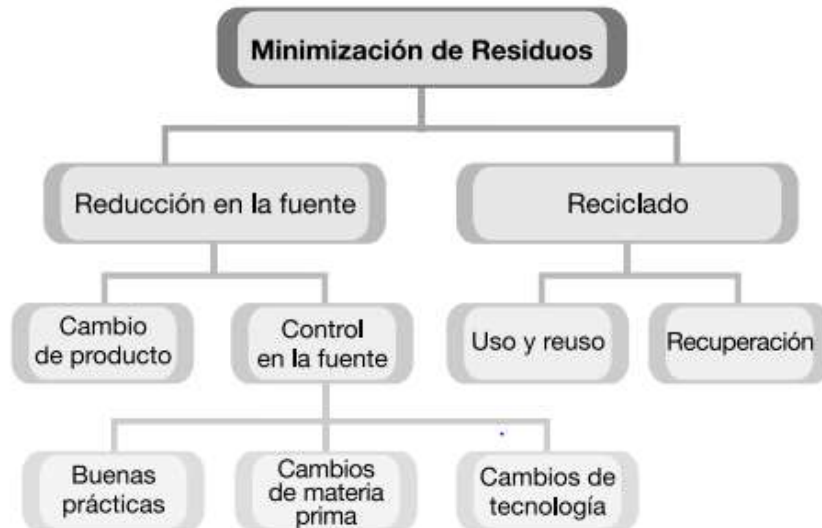 Minimización de Residuos
Reducción en la fuente
Reciclado
Cambio
de producto
Control
en la fuente
Uso y reuso
Recuperación
Buenas
prácticas
Cambios
de materia
prima
Cambios de
tecnología